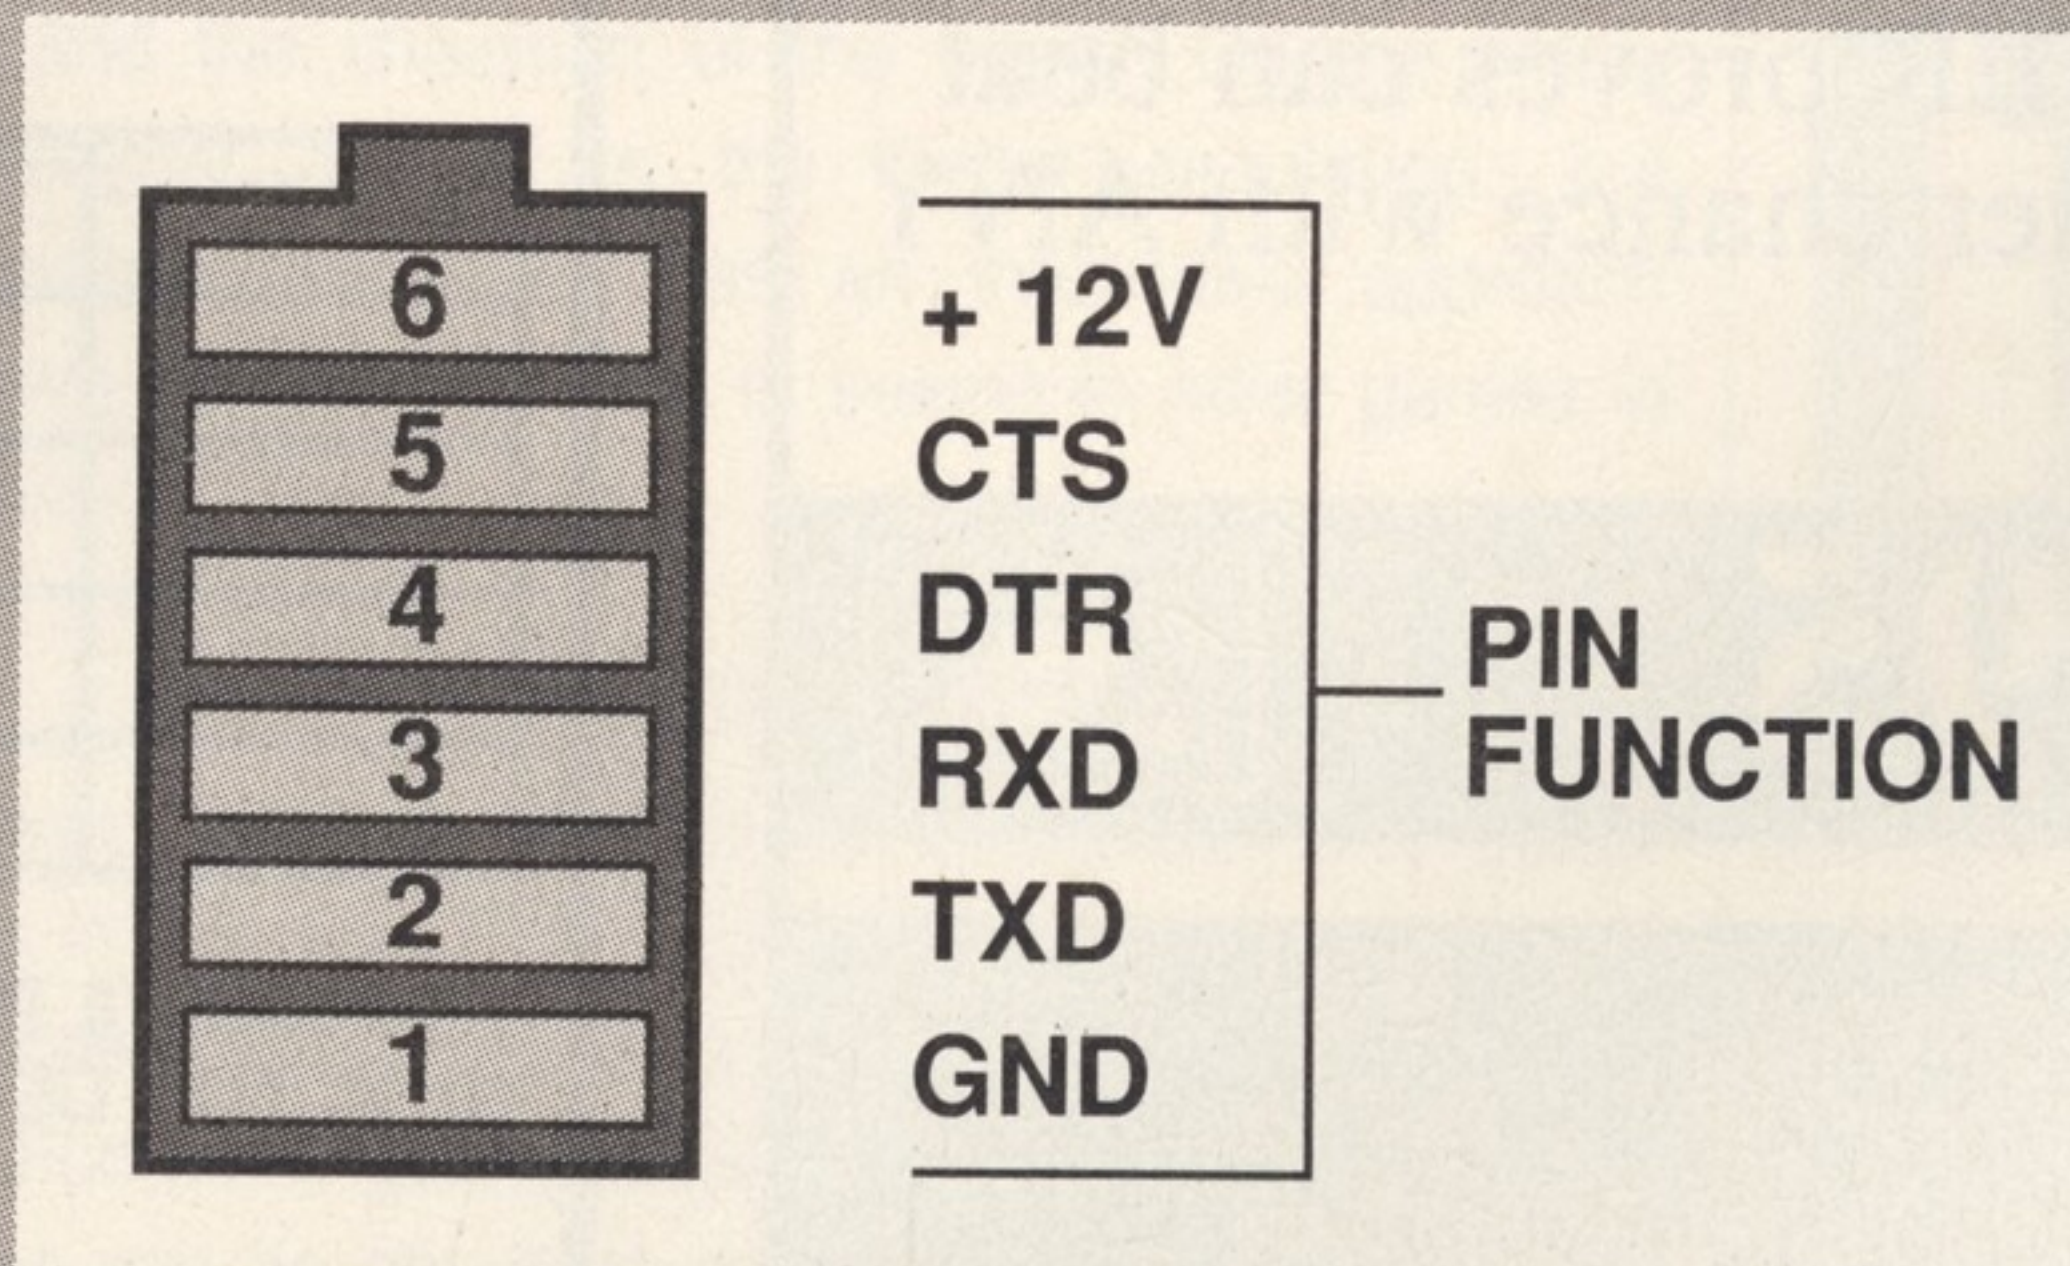 6 + 12V
5 CTS
4 DTR
3 RXD
2 TXD
1 GND
PIN
FUNCTION